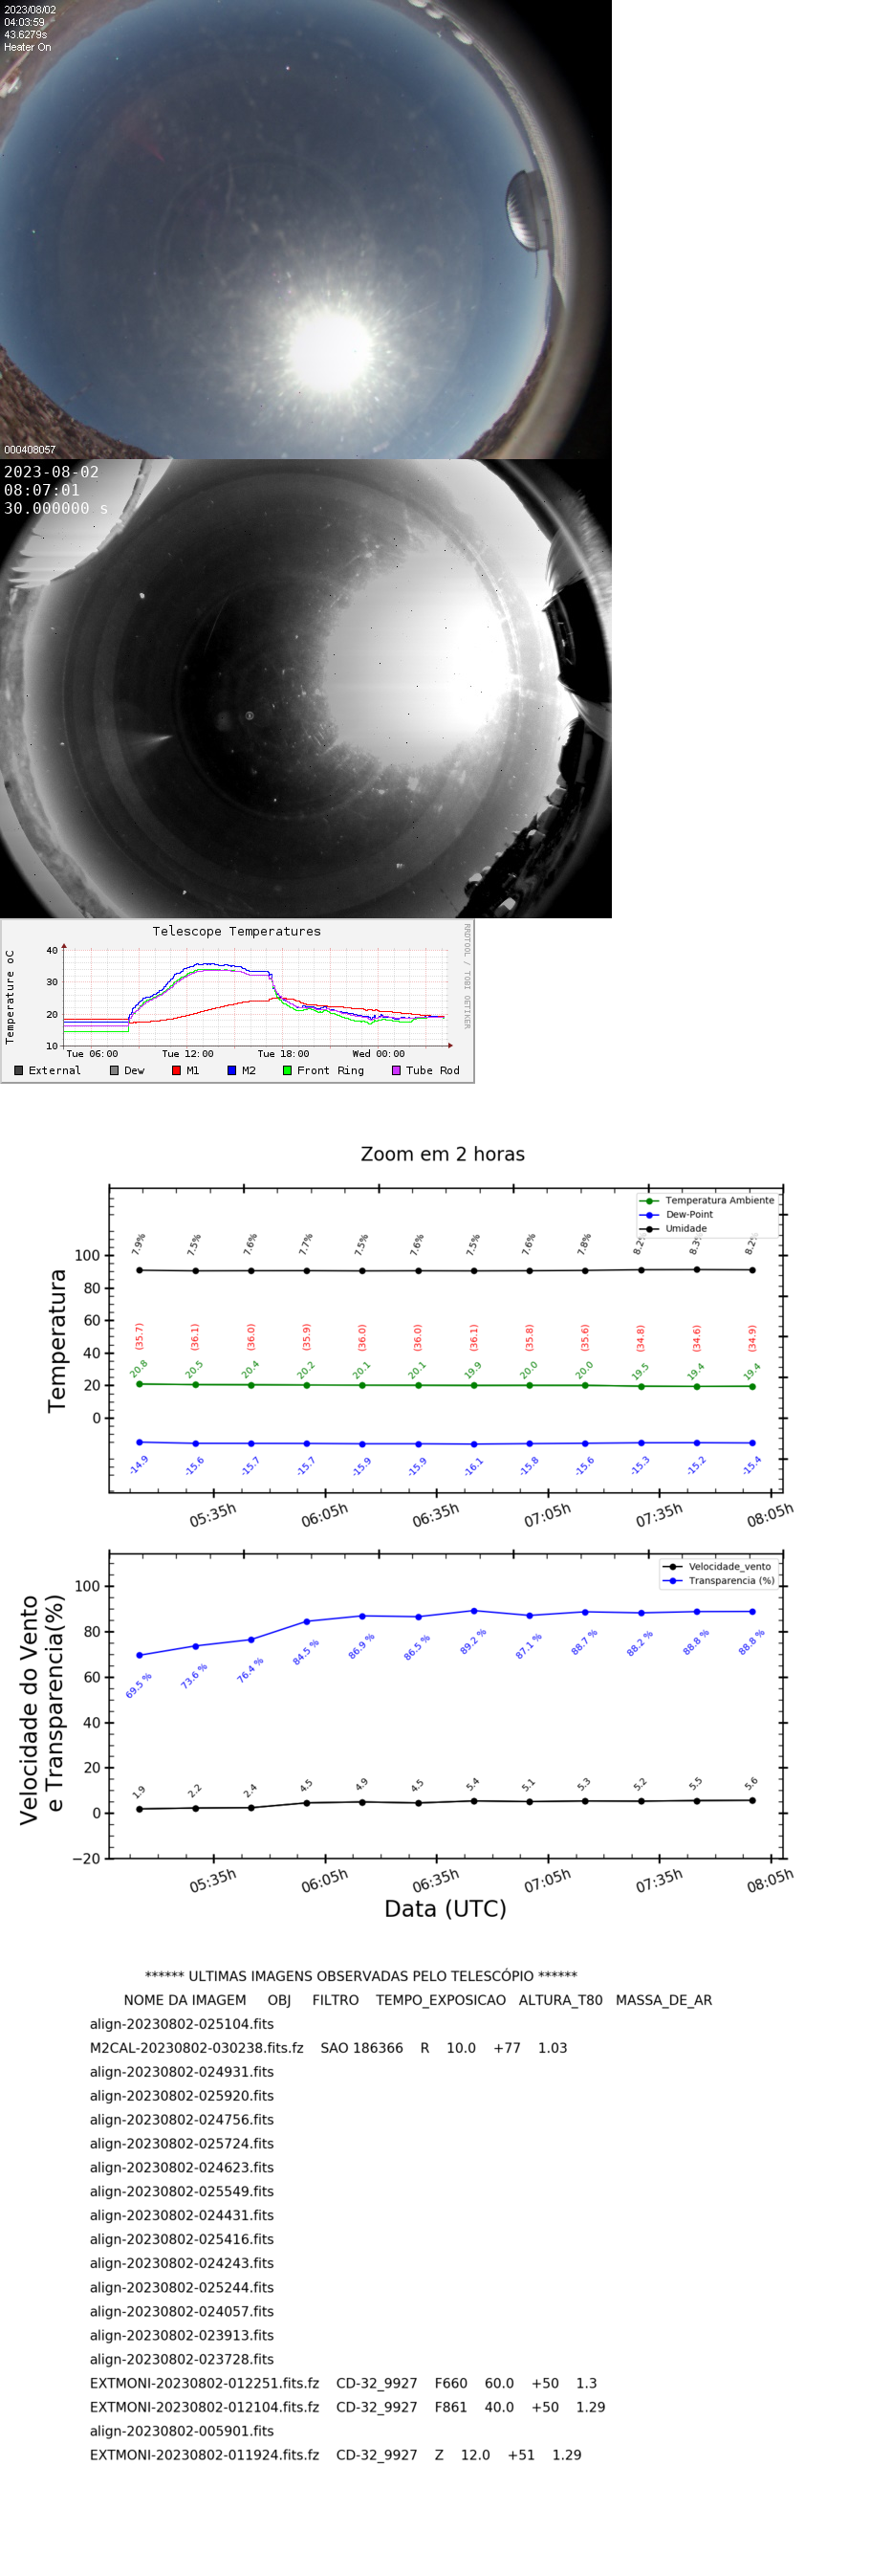 2023/08/02
04:03:59
43.6279s
Heater On
000408057
2023-08-02
08:07:01
30.000000 s
Telescope Temperatures
RRDTOOL / TOBI OETIKER
Temperature oC
40
30
20
10
Tue 06:00 Tue 12:00 Tue 18:00 Wed 00:00
External Dew M1 M2 Front Ring Tube Rod
Zoom em 2 horas
Temperatura Ambiente
Dew-Point
Umidade
Temperatura
100
80
60
40
20
0
7.9% 7.5% 7.6% 7.7% 7.5% 7.6% 7.5% 7.6% 7.8% 8.2% 8.3% 8.2%
(35.7) (36.1) (36.0) (35.9) (36.0) (36.0) (36.1) (35.8) (35.6) (34.8) (34.6) (34.9)
20.8 20.5 20.4 20.2 20.1 20.1 19.9 20.0 20.0 19.5 19.4 19.4
-14.9 -15.6 -15.7 -15.7 -15.9 -15.9 -16.1 -15.8 -15.6 -15.3 -15.2 -15.4
05:35h 06:05h 06:35h 07:05h 07:35h 08:05h
Velocidade_vento
Transparencia (%)
Velocidade do Vento
e Transparencia(%)
100
80
60
40
20
0
−20
69.5 % 73.6 % 76.4 % 84.5 % 86.9 % 86.5 % 89.2 % 87.1 % 88.7 % 88.2 % 88.8 % 88.8 %
1.9 2.2 2.4 4.5 4.9 4.5 5.4 5.1 5.3 5.2 5.5 5.6
05:35h 06:05h 06:35h 07:05h 07:35h 08:05h
Data (UTC)
****** ULTIMAS IMAGENS OBSERVADAS PELO TELESCÓPIO ******
NOME DA IMAGEM OBJ FILTRO TEMPO_EXPOSICAO ALTURA_T80 MASSA_DE_AR
align-20230802-025104.fits
M2CAL-20230802-030238.fits.fz SAO 186366 R 10.0 +77 1.03
align-20230802-024931.fits
align-20230802-025920.fits
align-20230802-024756.fits
align-20230802-025724.fits
align-20230802-024623.fits
align-20230802-025549.fits
align-20230802-024431.fits
align-20230802-025416.fits
align-20230802-024243.fits
align-20230802-025244.fits
align-20230802-024057.fits
align-20230802-023913.fits
align-20230802-023728.fits
EXTMONI-20230802-012251.fits.fz CD-32_9927 F660 60.0 +50 1.3
EXTMONI-20230802-012104.fits.fz CD-32_9927 F861 40.0 +50 1.29
align-20230802-005901.fits
EXTMONI-20230802-011924.fits.fz CD-32_9927 Z 12.0 +51 1.29